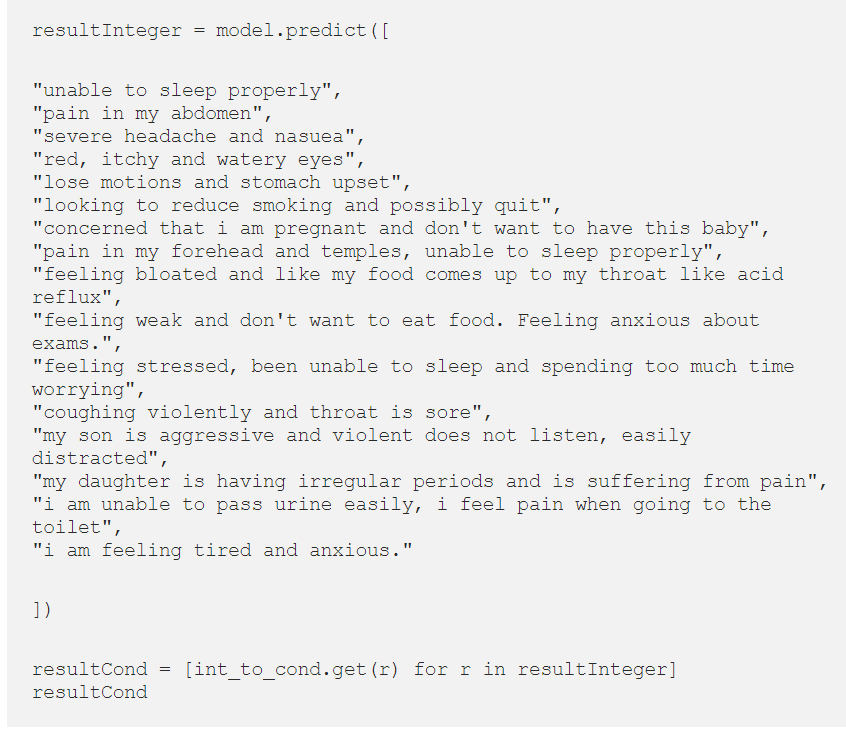 resultInteger = model.predict([
"unable to sleep properly",
"pain in my abdomen",
"severe headache and nasuea",
"red, itchy and watery eyes",
"lose motions and stomach upset",
"looking to reduce smoking and possibly quit",
"concerned that i am pregnant and don't want to have this baby",
"pain in my forehead and temples, unable to sleep properly",
"feeling bloated and like my food comes up to my throat like acid
reflux",
"feeling weak and don't want to eat food. Feeling anxious about
exams.",
"feeling stressed, been unable to sleep and spending too much time
worrying",
"coughing violently and throat is sore",
"my son is aggressive and violent does not listen, easily
distracted",
"my daughter is having irregular periods and is suffering from pain",
"i am unable to pass urine easily, i feel pain when going to the
toilet",
"i am feeling tired and anxious."
])
resultCond = [int_to_cond.get(r) for r in resultInteger]
resultCond